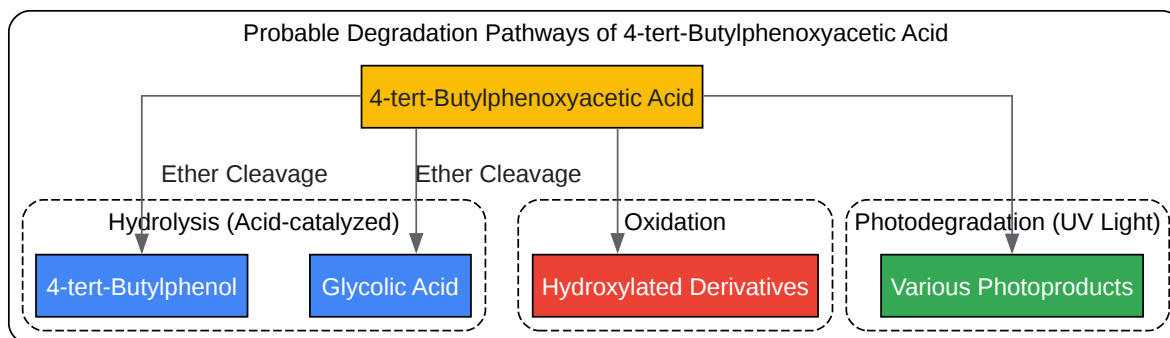 Probable Degradation Pathways of 4-tert-Butylphenoxyacetic Acid
4-tert-Butylphenoxyacetic Acid
Ether Cleavage
Ether Cleavage
Hydrolysis (Acid-catalyzed)
Oxidation
Photodegradation (UV Light)
4-tert-Butylphenol
Glycolic Acid
Hydroxylated Derivatives
Various Photoproducts